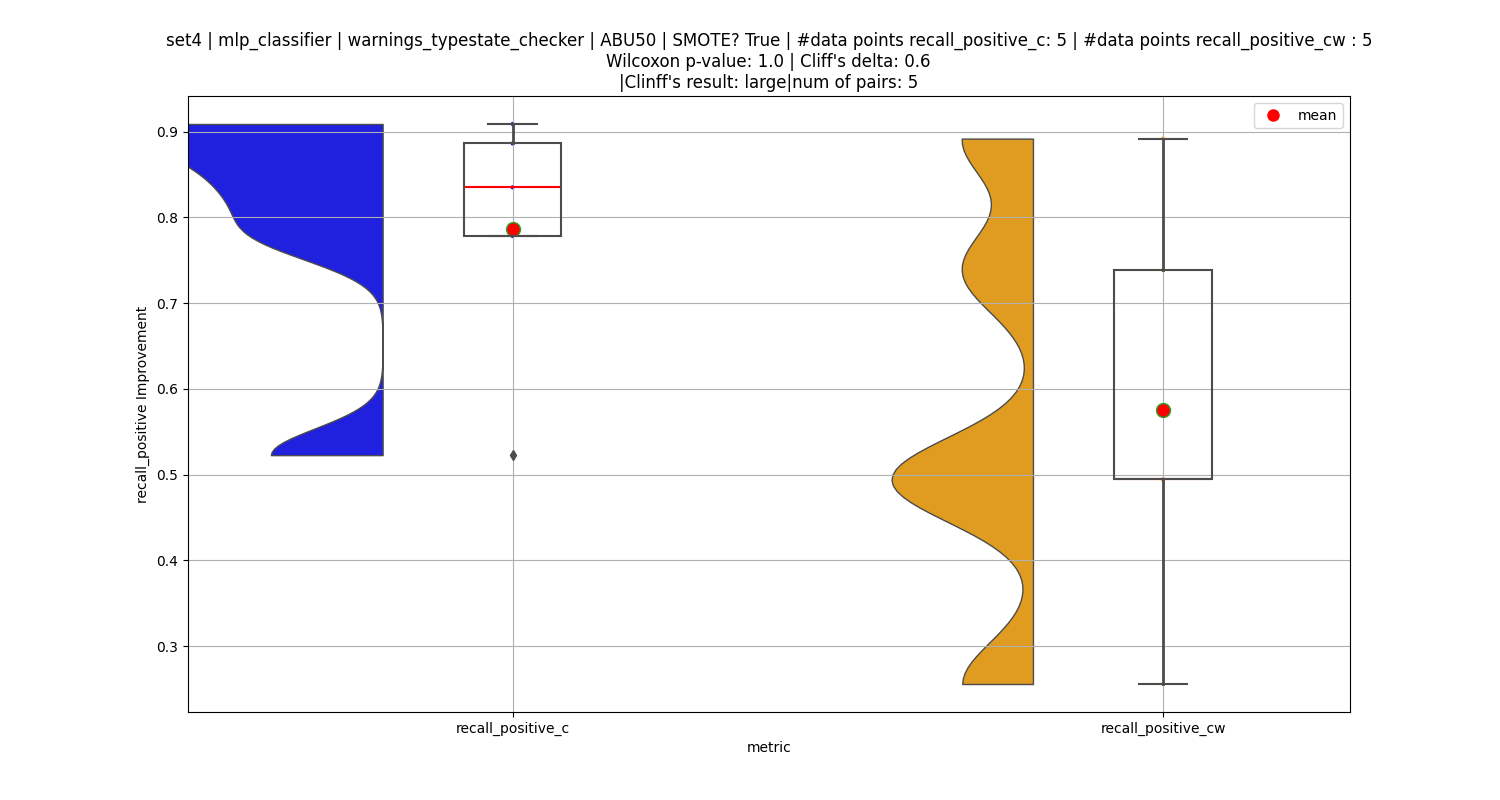 set4 | mlp_classifier | warnings_typestate_checker | ABU50 | SMOTE? True | #data points recall_positive_c: 5 | #data points recall_positive_cw : 5
Wilcoxon p-value: 1.0 | Cliff's delta: 0.6
|Clinff's result: large|num of pairs: 5
mean
0.9
0.8
0.7
0.6
0.5
0.4
0.3
recall_positive Improvement
recall_positive_c
recall_positive_cw
metric